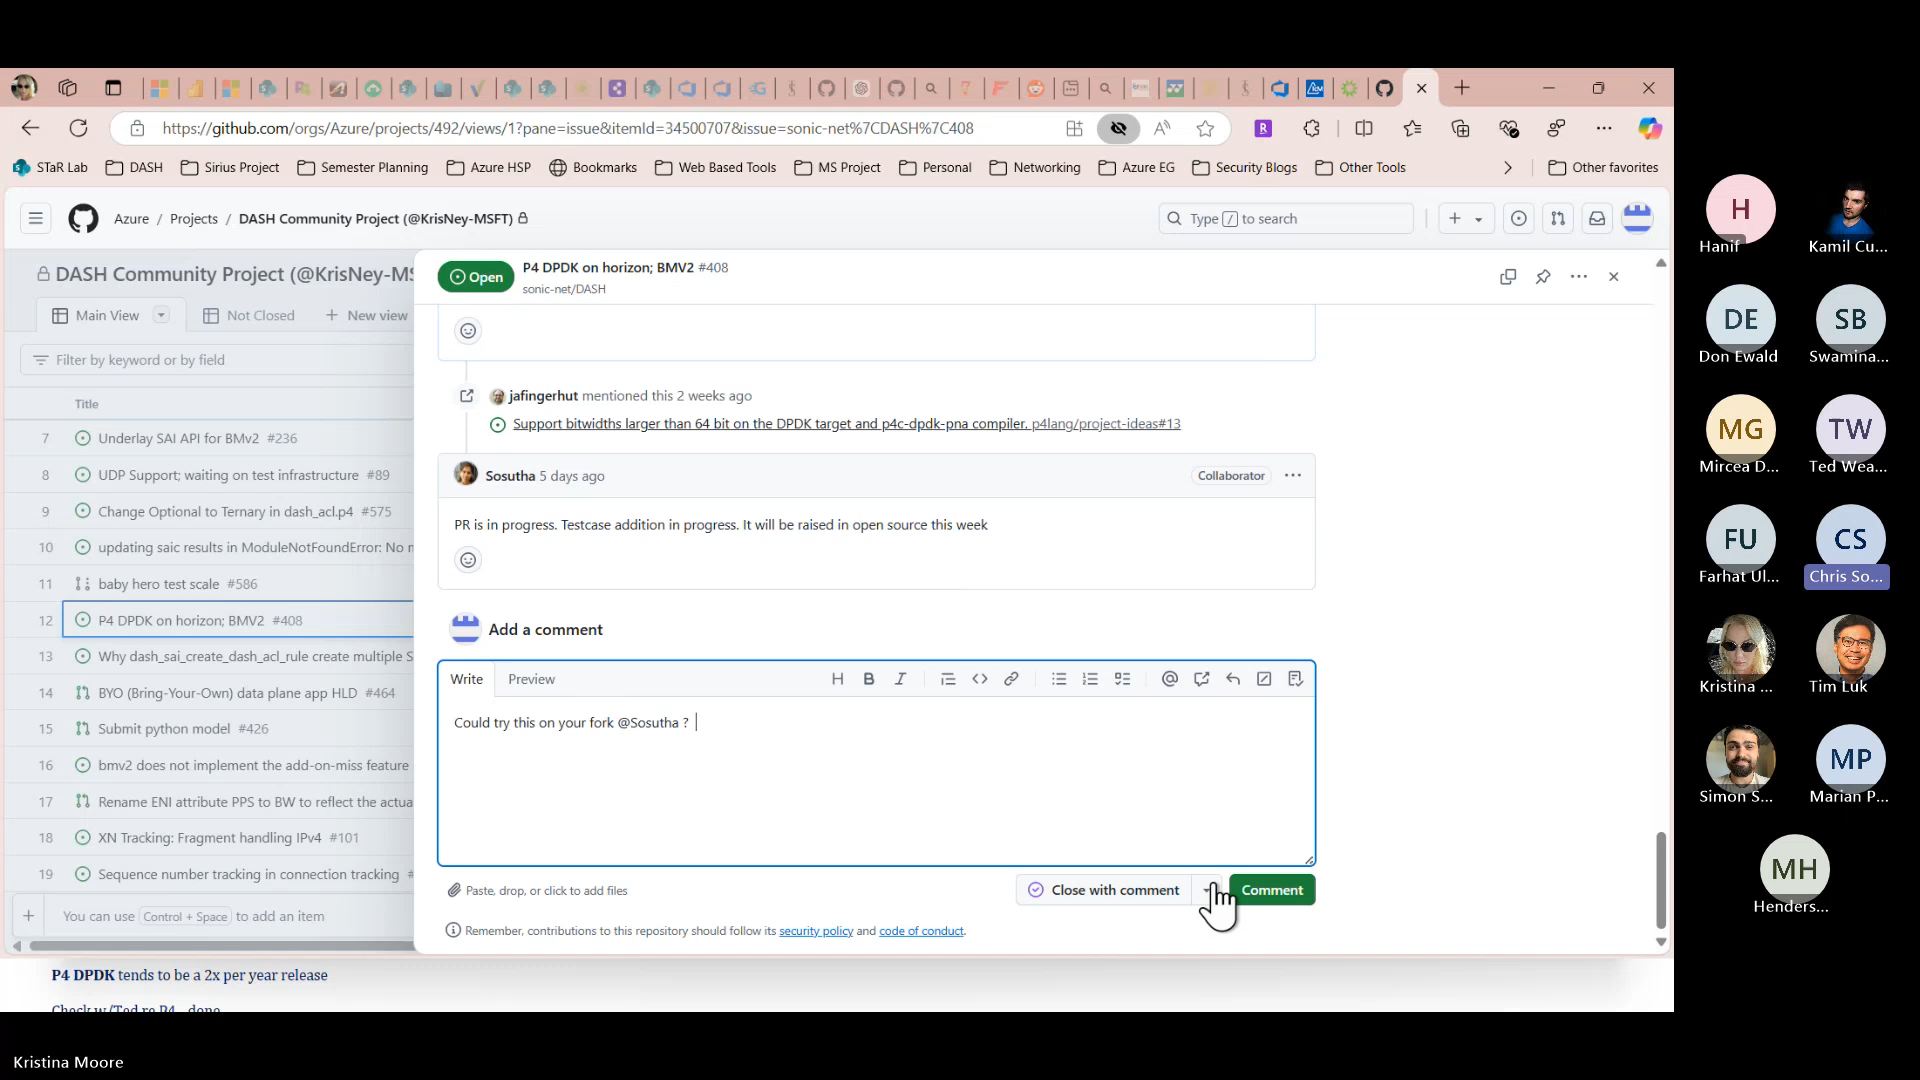 https://github.com/orgs/Azure/projects/492/views/1?pane=issue&itemId=34500707&issue=sonic-net%7CDASH%7C408
STaR Lab
DASH
Sirius Project
Semester Planning
Azure HSP
Bookmarks
Web Based Tools
MS Project
Personal
Networking
Azure EG
Security Blogs
Other Tools
Other favorites
Azure / Projects / DASH Community Project (@KrisNey-MSFT)
Type / to search
DASH Community Project (@KrisNey-MS
Main View
Not Closed
New view
Filter by keyword or by field
Title
7 Underlay SAI API for BMv2 #236
8 UDP Support; waiting on test infrastructure #89
9 Change Optional to Ternary in dash_acl.p4 #575
10 updating saic results in ModuleNotFoundError: No m
11 baby hero test scale #586
12 P4 DPDK on horizon; BMV2 #408
13 Why dash_sai_create_dash_acl_rule create multiple S
14 BYO (Bring-Your-Own) data plane app HLD #464
15 Submit python model #426
16 bmv2 does not implement the add-on-miss feature
17 Rename ENI attribute PPS to BW to reflect the actua
18 XN Tracking: Fragment handling IPv4 #101
19 Sequence number tracking in connection tracking #
+ You can use Control + Space to add an item
Open
P4 DPDK on horizon; BMV2 #408
sonic-net/DASH
jafingerhut mentioned this 2 weeks ago
Support bitwidths larger than 64 bit on the DPDK target and p4c-dpdk-pna compiler. p4lang/project-ideas#13
Sosutha 5 days ago
Collaborator
PR is in progress. Testcase addition in progress. It will be raised in open source this week
Add a comment
Write
Preview
Could try this on your fork @Sosutha ?
Paste, drop, or click to add files
Close with comment
Comment
Remember, contributions to this repository should follow its security policy and code of conduct.
P4 DPDK tends to be a 2x per year release
Check w/Ted re P4 - done
Kristina Moore
H
Hanif
Kamil Cu...
DE
Don Ewald
SB
Swamina...
MG
Mircea D...
TW
Ted Wea...
FU
Farhat Ul...
CS
Chris So...
Kristina ...
Tim Luk
Simon S...
MP
Marian P...
MH
Henders...